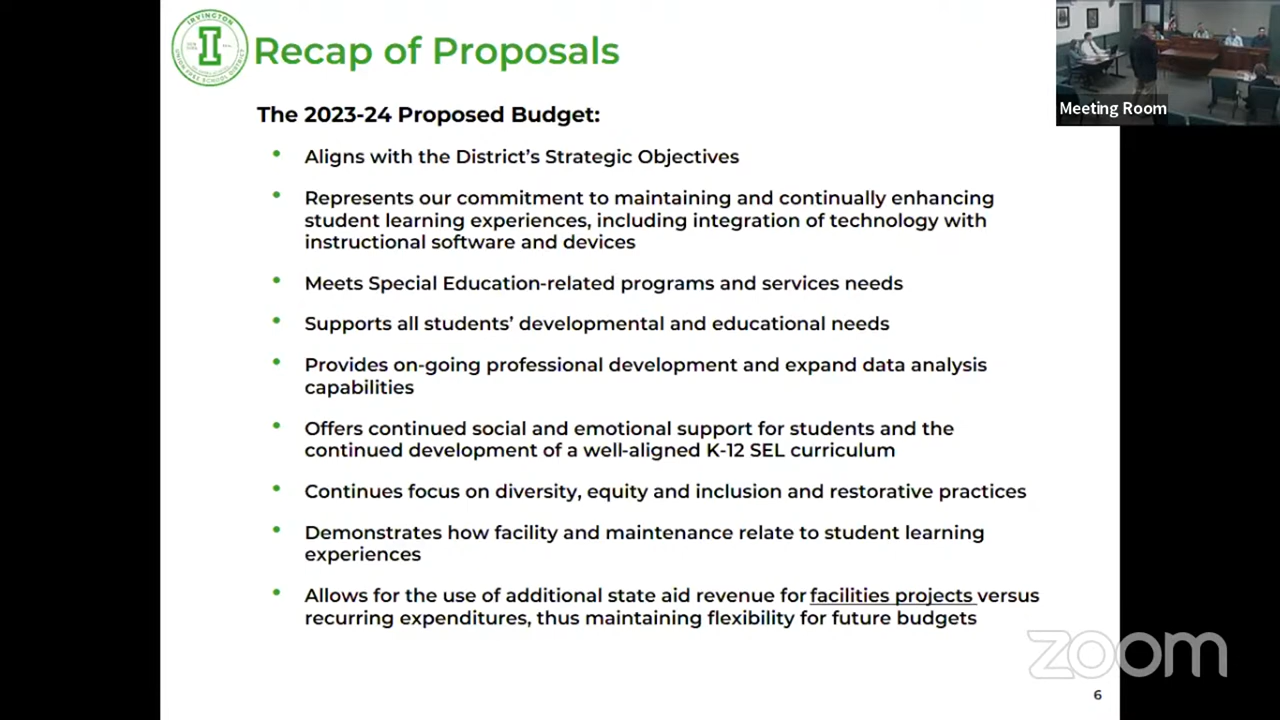 IRVINGTON
UNION FREE SCHOOL DISTRICT
I
Recap of Proposals
Meeting Room
The 2023-24 Proposed Budget:
• Aligns with the District's Strategic Objectives
• Represents our commitment to maintaining and continually enhancing
student learning experiences, including integration of technology with
instructional software and devices
• Meets Special Education-related programs and services needs
• Supports all students' developmental and educational needs
• Provides on-going professional development and expand data analysis
capabilities
• Offers continued social and emotional support for students and the
continued development of a well-aligned K-12 SEL curriculum
• Continues focus on diversity, equity and inclusion and restorative practices
• Demonstrates how facility and maintenance relate to student learning
experiences
• Allows for the use of additional state aid revenue for facilities projects versus
recurring expenditures, thus maintaining flexibility for future budgets
zoom
6